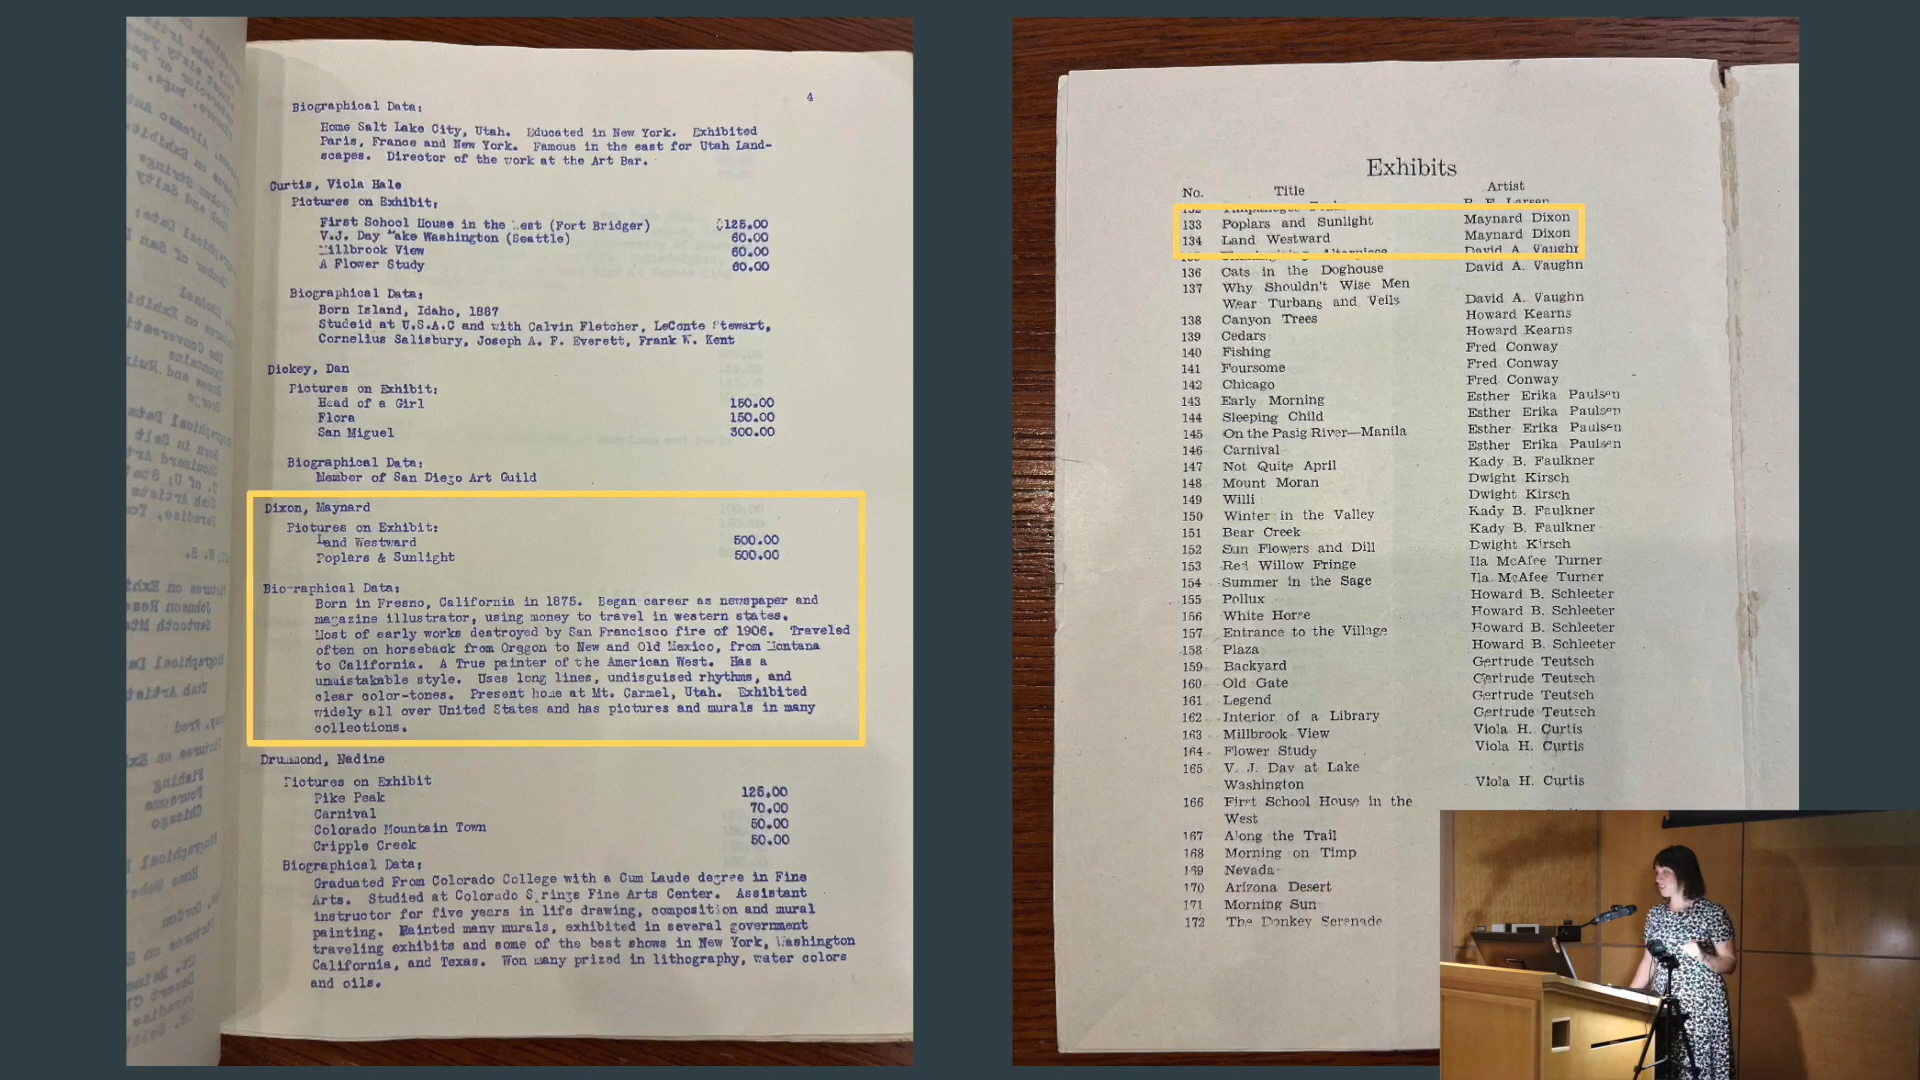 4
Biographical Data:
Home Salt Lake City, Utah. Educated in New York. Exhibited
Paris, France and New York. Famous in the east for Utah Land-
scapes. Director of the work at the Art Bar.
Curtis, Viola Hale
Pictures on Exhibit:
First School House in the est (Fort Bridger) $125.00
V.J. Day ake Washington (Seattle) 60.00
Millbrook View 60.00
A Flower Study 60.00
Biographical Data;
Born Island, Idaho, 1887
Studeid at U.S.A.C and with Calvin Fletcher, LeConte Stewart,
Cornelius Salisbury, Joseph A. F. Everett, Frank W. Kent
Dickey, Dan
Pictures on Exhibit:
Head of a Girl 150.00
Flora 150.00
San Miguel 300.00
Biographical Data:
Member of San Diego Art Guild
Dixon, Maynard
Pictures on Exhibit:
Land Westward 500.00
Poplars & Sunlight 500.00
Biographical Data:
Born in Fresno, California in 1875. Began career as newspaper and
magazine illustrator, using money to travel in western states.
Most of early works destroyed by San Francisco fire of 1906. Traveled
often on horseback from Oregon to New and Old Mexico, from Montana
to California. A True painter of the American West. Has a
unuistakable style. Uses long lines, undisguised rhythms, and
clear color-tones. Present home at Mt. Carmel, Utah. Exhibited
widely all over United States and has pictures and murals in many
collections.
Drummond, Nadine
Pictures on Exhibit
Pike Peak 125.00
Carnival 70.00
Colorado Mountain Town 50.00
Cripple Creek 50.00
Biographical Data:
Graduated From Colorado College with a Cum Laude degree in Fine
Arts. Studied at Colorado Springs Fine Arts Center. Assistant
instructor for five years in life drawing, composition and mural
painting. Painted many murals, exhibited in several government
traveling exhibits and some of the best shows in New York, Washington
California, and Texas. Won many prized in lithography, water colors
and oils.
Exhibits
No. Title Artist
132 R. F. Larsen
133 Poplars and Sunlight Maynard Dixon
134 Land Westward Maynard Dixon
David A. Vaughn
136 Cats in the Doghouse David A. Vaughn
137 Why Shouldn't Wise Men
Wear Turbans and Veils David A. Vaughn
138 Canyon Trees Howard Kearns
139 Cedars Howard Kearns
140 Fishing Fred Conway
141 Foursome Fred Conway
142 Chicago Fred Conway
143 Early Morning Esther Erika Paulsen
144 Sleeping Child Esther Erika Paulsen
145 On the Pasig River—Manila Esther Erika Paulsen
146 Carnival Esther Erika Paulsen
147 Not Quite April Kady B. Faulkner
148 Mount Moran Dwight Kirsch
149 Willi Dwight Kirsch
150 Winter in the Valley Kady B. Faulkner
151 Bear Creek Kady B. Faulkner
152 Sun Flowers and Dill Dwight Kirsch
153 Red Willow Fringe Ila McAfee Turner
154 Summer in the Sage Ila McAfee Turner
155 Pollux Howard B. Schleeter
156 White Horse Howard B. Schleeter
157 Entrance to the Village Howard B. Schleeter
158 Plaza Howard B. Schleeter
159 Backyard Gertrude Teutsch
160 Old Gate Gertrude Teutsch
161 Legend Gertrude Teutsch
162 Interior of a Library Gertrude Teutsch
163 Millbrook View Viola H. Curtis
164 Flower Study Viola H. Curtis
165 V. J. Day at Lake
Washington Viola H. Curtis
166 First School House in the
West
167 Along the Trail
168 Morning on Timp
169 Nevada
170 Arizona Desert
171 Morning Sun
172 The Donkey Serenade